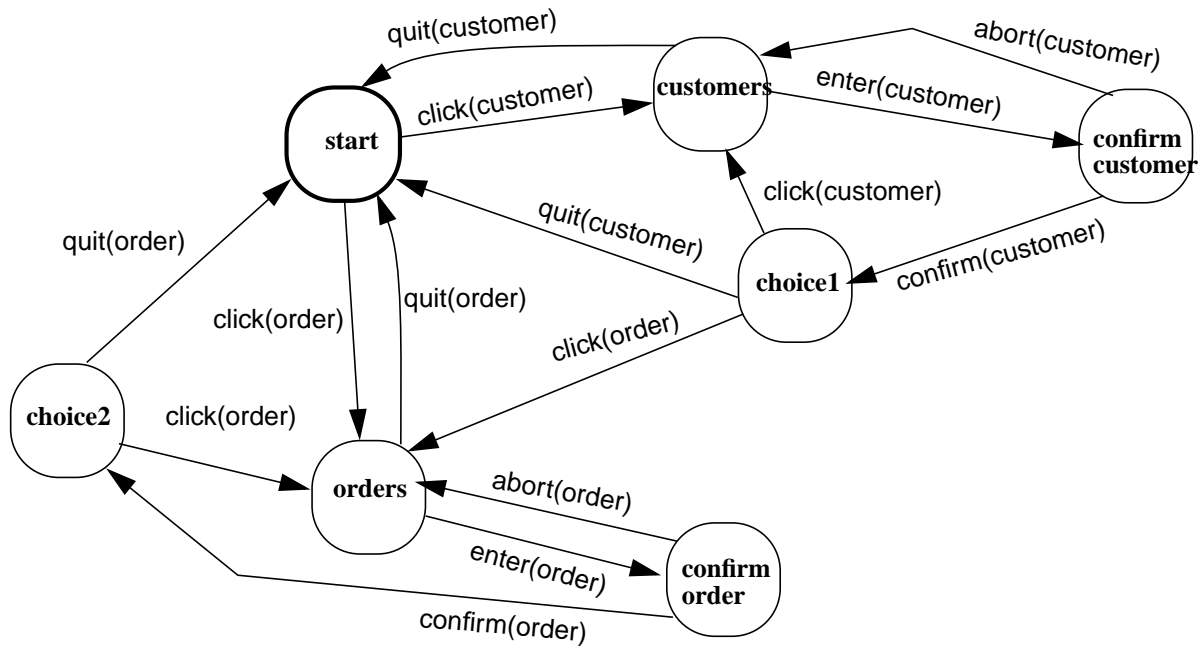 quit(customer)
abort(customer)
customers
enter(customer)
click(customer)
start
confirm
customer
click(customer)
quit(customer)
quit(order)
confirm(customer)
choice1
quit(order)
click(order)
click(order)
choice2
click(order)
orders
abort(order)
enter(order)
confirm
order
confirm(order)